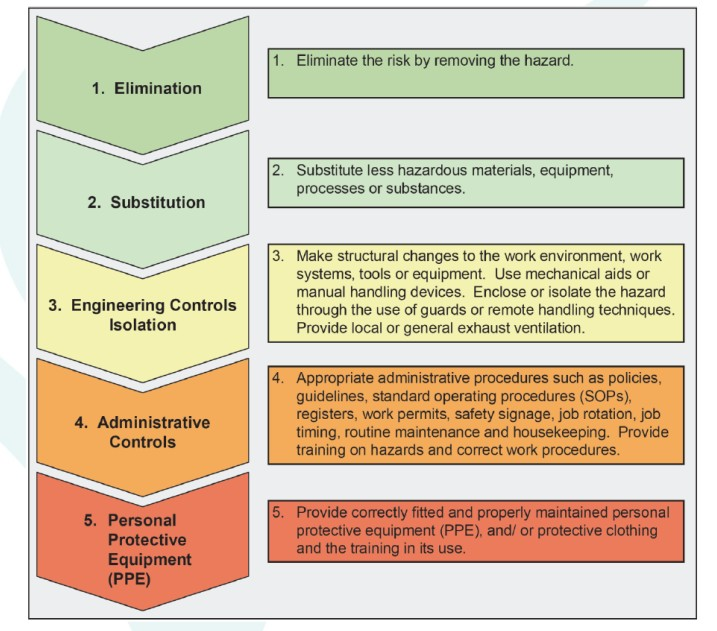 1. Elimination
1. Eliminate the risk by removing the hazard.
2. Substitution
2. Substitute less hazardous materials, equipment,
processes or substances.
3. Engineering Controls
Isolation
3. Make structural changes to the work environment, work
systems, tools or equipment. Use mechanical aids or
manual handling devices. Enclose or isolate the hazard
through the use of guards or remote handling techniques.
Provide local or general exhaust ventilation.
4. Administrative
Controls
4. Appropriate administrative procedures such as policies,
guidelines, standard operating procedures (SOPs),
registers, work permits, safety signage, job rotation, job
timing, routine maintenance and housekeeping. Provide
training on hazards and correct work procedures.
5. Personal
Protective
Equipment
(PPE)
5. Provide correctly fitted and properly maintained personal
protective equipment (PPE), and/ or protective clothing
and the training in its use.